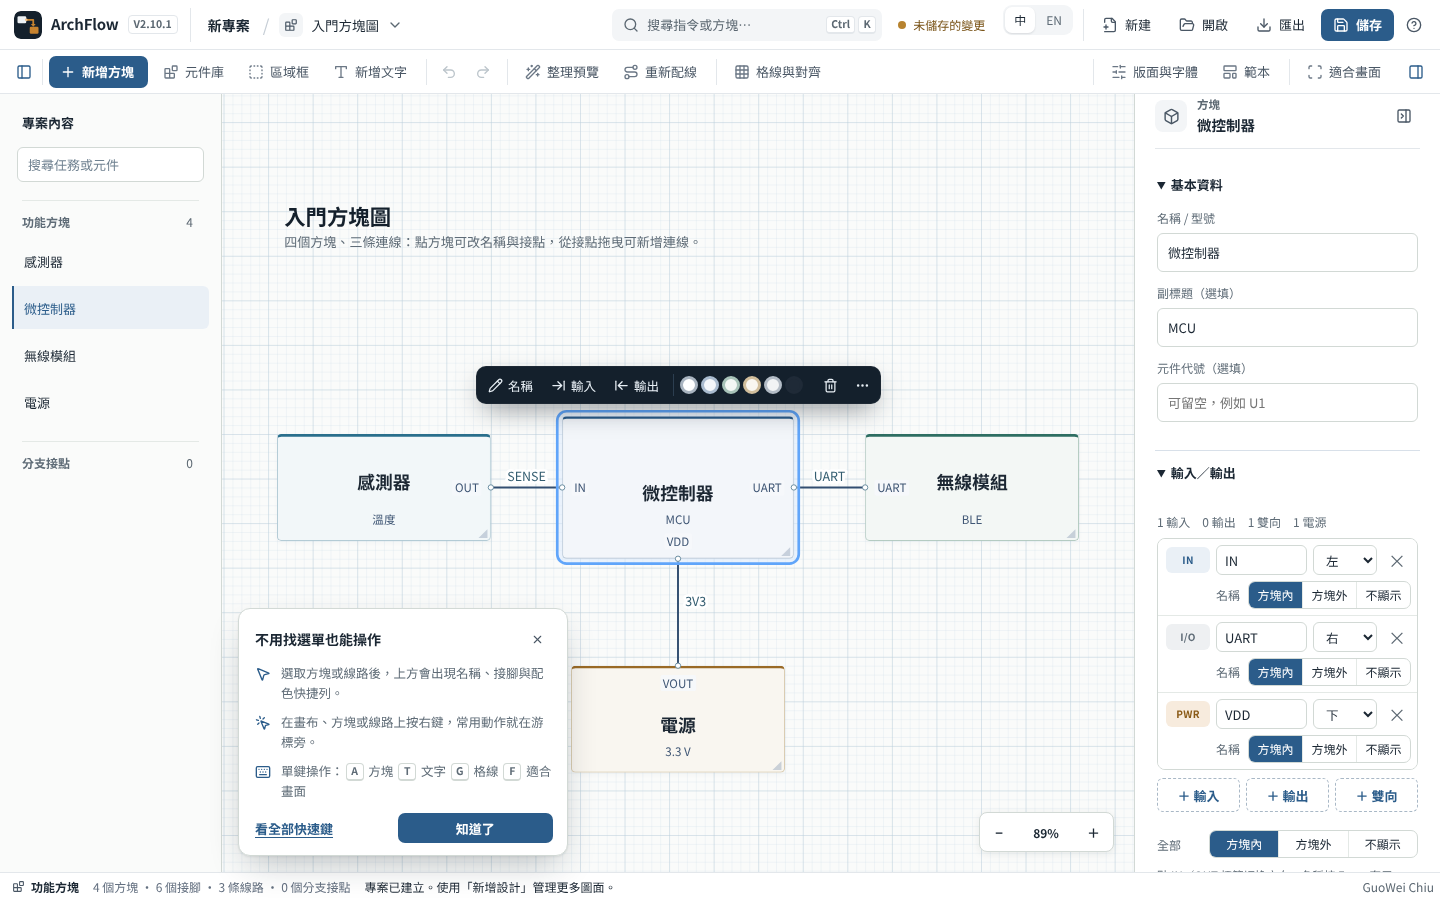 ArchFlow V2.10.1 新專案 / 入門方塊圖 搜尋指令或方塊… Ctrl K 未儲存的變更 中 EN 新建 開啟 匯出 儲存
新增方塊 元件庫 區域框 新增文字 整理預覽 重新配線 格線與對齊 版面與字體 範本 適合畫面
專案內容
搜尋任務或元件
功能方塊 4
感測器
微控制器
無線模組
電源
分支接點 0
入門方塊圖
四個方塊、三條連線：點方塊可改名稱與接點，從接點拖曳可新增連線。
名稱 輸入 輸出
感測器
OUT
溫度
SENSE
IN
微控制器
UART
MCU
VDD
UART
UART
無線模組
BLE
3V3
VOUT
電源
3.3 V
不用找選單也能操作
選取方塊或線路後，上方會出現名稱、接腳與配
色快捷列。
在畫布、方塊或線路上按右鍵，常用動作就在游
標旁。
單鍵操作： A 方塊 T 文字 G 格線 F 適合
畫面
看全部快速鍵 知道了
− 89% +
方塊
微控制器
基本資料
名稱 / 型號
微控制器
副標題（選填）
MCU
元件代號（選填）
可留空，例如 U1
輸入／輸出
1 輸入 0 輸出 1 雙向 1 電源
IN IN 左
名稱 方塊內 方塊外 不顯示
I/O UART 右
名稱 方塊內 方塊外 不顯示
PWR VDD 下
名稱 方塊內 方塊外 不顯示
+ 輸入 + 輸出 + 雙向
全部 方塊內 方塊外 不顯示
功能方塊 4 個方塊 • 6 個接腳 • 3 條線路 • 0 個分支接點 專案已建立。使用「新增設計」管理更多圖面。 GuoWei Chiu